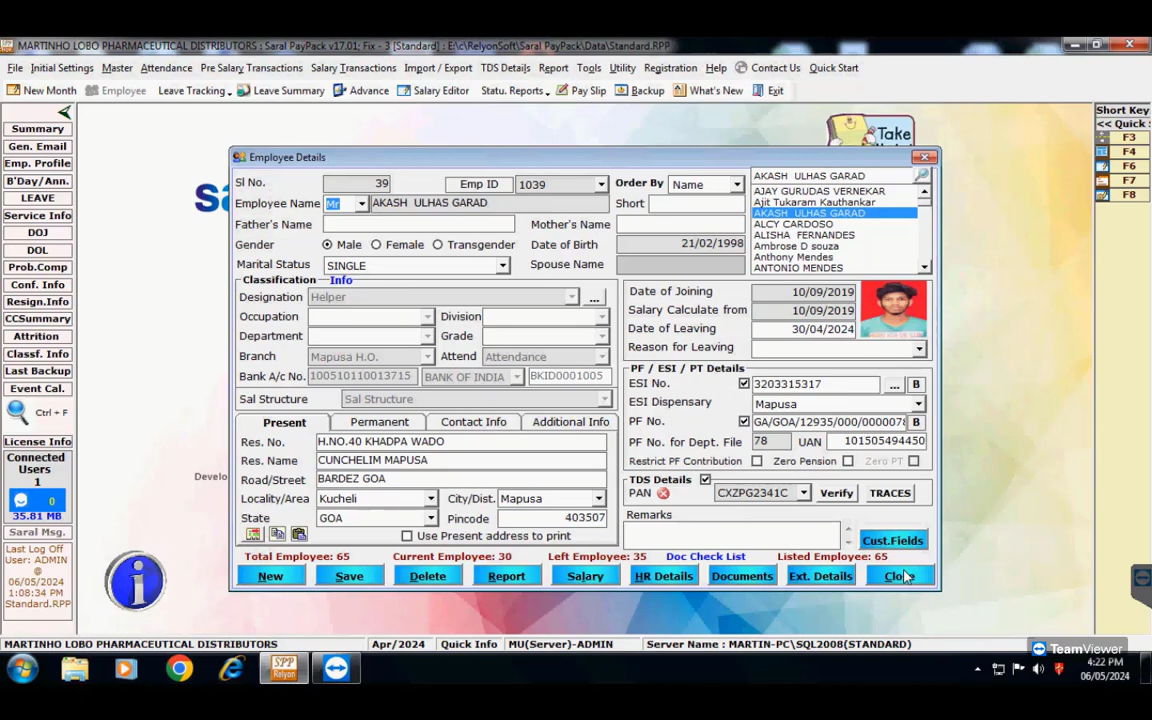 MARTINHO LOBO PHARMACEUTICAL DISTRIBUTORS : Saral PayPack v17.01; Fix - 3 [Standard] : E:\c\RelyonSoft\Saral PayPack\Data\Standard.RPP
File Initial Settings Master Attendance Pre Salary Transactions Salary Transactions Import / Export TDS Details Report Tools Utility Registration Help Contact Us Quick Start
New Month Employee Leave Tracking Leave Summary Advance Salary Editor Statu. Reports Pay Slip Backup What's New Exit
Short Key
<< Quick
F3
F4
F6
F7
F8
Summary
Gen. Email
Emp. Profile
B'Day/Ann.
LEAVE
Service Info
DOJ
DOL
Prob.Comp
Conf. Info
Resign.Info
CCSummary
Attrition
Classf. Info
Last Backup
Event Cal.
Ctrl + F
License Info
Connected
Users
1
0
35.81 MB
Saral Msg.
Last Log Off
User: ADMIN
@
06/05/2024
1:08:34 PM
Standard.RPP
Take
sa
Develo
Employee Details
Sl No. 39 Emp ID 1039 Order By Name
Employee Name Mr AKASH ULHAS GARAD Short
Father's Name Mother's Name
Gender Male Female Transgender Date of Birth 21/02/1998
Marital Status SINGLE Spouse Name
AKASH ULHAS GARAD
AJAY GURUDAS VERNEKAR
Ajit Tukaram Kauthankar
AKASH ULHAS GARAD
ALCY CARDOSO
ALISHA FERNANDES
Ambrose D souza
Anthony Mendes
ANTONIO MENDES
Classification Info
Designation Helper ...
Occupation Division
Department Grade
Branch Mapusa H.O. Attend Attendance
Bank A/c No. 100510110013715 BANK OF INDIA BKID0001005
Sal Structure Sal Structure
Date of Joining 10/09/2019
Salary Calculate from 10/09/2019
Date of Leaving 30/04/2024
Reason for Leaving
PF / ESI / PT Details
ESI No. 3203315317 ... B
ESI Dispensary Mapusa
PF No. GA/GOA/12935/000/0000078 B
PF No. for Dept. File 78 UAN 101505494450
Restrict PF Contribution Zero Pension Zero PT
TDS Details
PAN CXZPG2341C Verify TRACES
Remarks
Cust.Fields
Present Permanent Contact Info Additional Info
Res. No. H.NO.40 KHADPA WADO
Res. Name CUNCHELIM MAPUSA
Road/Street BARDEZ GOA
Locality/Area Kucheli City/Dist. Mapusa
State GOA Pincode 403507
Use Present address to print
Total Employee: 65 Current Employee: 30 Left Employee: 35 Doc Check List Listed Employee: 65
New Save Delete Report Salary HR Details Documents Ext. Details Close
MARTINHO LOBO PHARMACEUTICAL DISTRIBUTORS Apr/2024 Quick Info MU(Server)-ADMIN Server Name : MARTIN-PC\SQL2008(STANDARD)
TeamViewer
SPP
Relyon
4:22 PM
06/05/2024